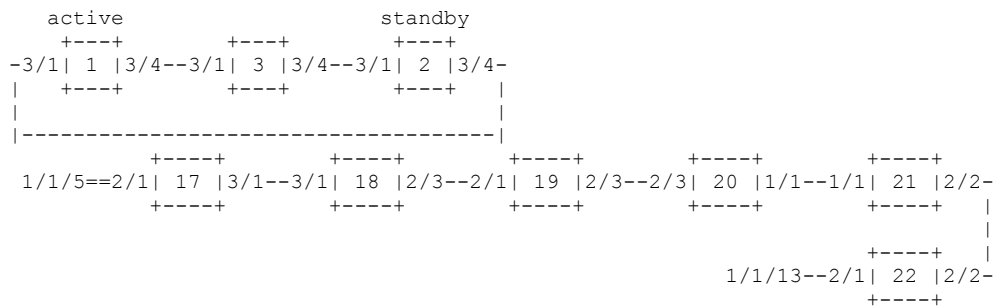 active standby
+---+ +---+ +---+
-3/1| 1 |3/4--3/1| 3 |3/4--3/1| 2 |3/4-
| +---+ +---+ +---+ |
| |
|-------------------------------------|
+----+ +----+ +----+ +----+ +----+
1/1/5==2/1| 17 |3/1--3/1| 18 |2/3--2/1| 19 |2/3--2/3| 20 |1/1--1/1| 21 |2/2-
+----+ +----+ +----+ +----+ +----+ |
|
+----+ |
1/1/13--2/1| 22 |2/2-
+----+